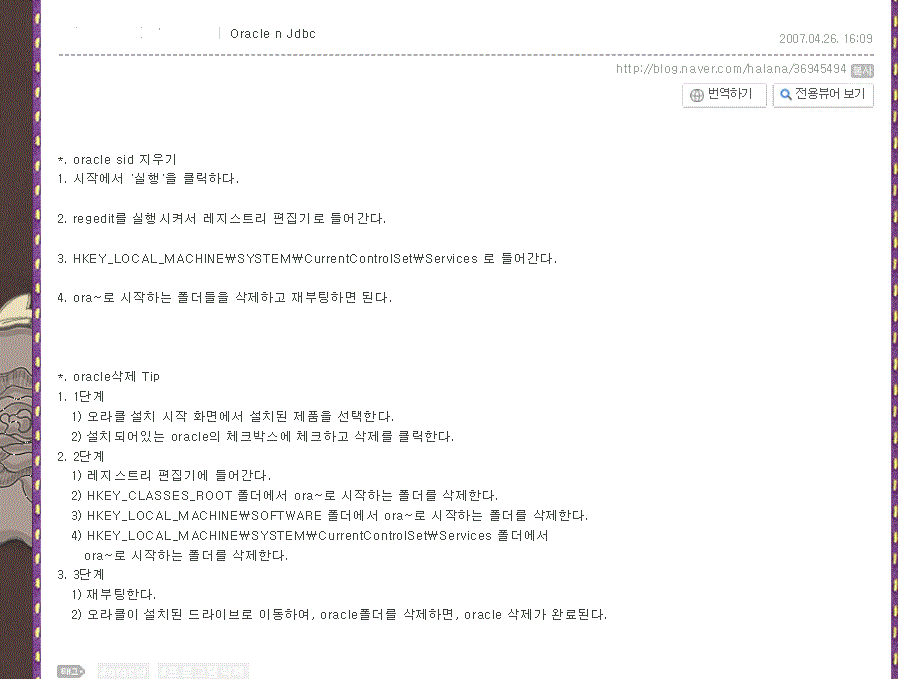 Oracle n Jdbc
2007.04.26. 16:09
http://blog.naver.com/halana/36945494 복사
번역하기 전용뷰어 보기
*. oracle sid 지우기
1. 시작에서 '실행'을 클릭하다.
2. regedit를 실행시켜서 레지스트리 편집기로 들어간다.
3. HKEY_LOCAL_MACHINE₩SYSTEM₩CurrentControlSet₩Services 로 들어간다.
4. ora~로 시작하는 폴더들을 삭제하고 재부팅하면 된다.
*. oracle삭제 Tip
1. 1단계
1) 오라클 설치 시작 화면에서 설치된 제품을 선택한다.
2) 설치되어있는 oracle의 체크박스에 체크하고 삭제를 클릭한다.
2. 2단계
1) 레지스트리 편집기에 들어간다.
2) HKEY_CLASSES_ROOT 폴더에서 ora~로 시작하는 폴더를 삭제한다.
3) HKEY_LOCAL_MACHINE₩SOFTWARE 폴더에서 ora~로 시작하는 폴더를 삭제한다.
4) HKEY_LOCAL_MACHINE₩SYSTEM₩CurrentControlSet₩Services 폴더에서
ora~로 시작하는 폴더를 삭제한다.
3. 3단계
1) 재부팅한다.
2) 오라클이 설치된 드라이브로 이동하여, oracle폴더를 삭제하면, oracle 삭제가 완료된다.
태그